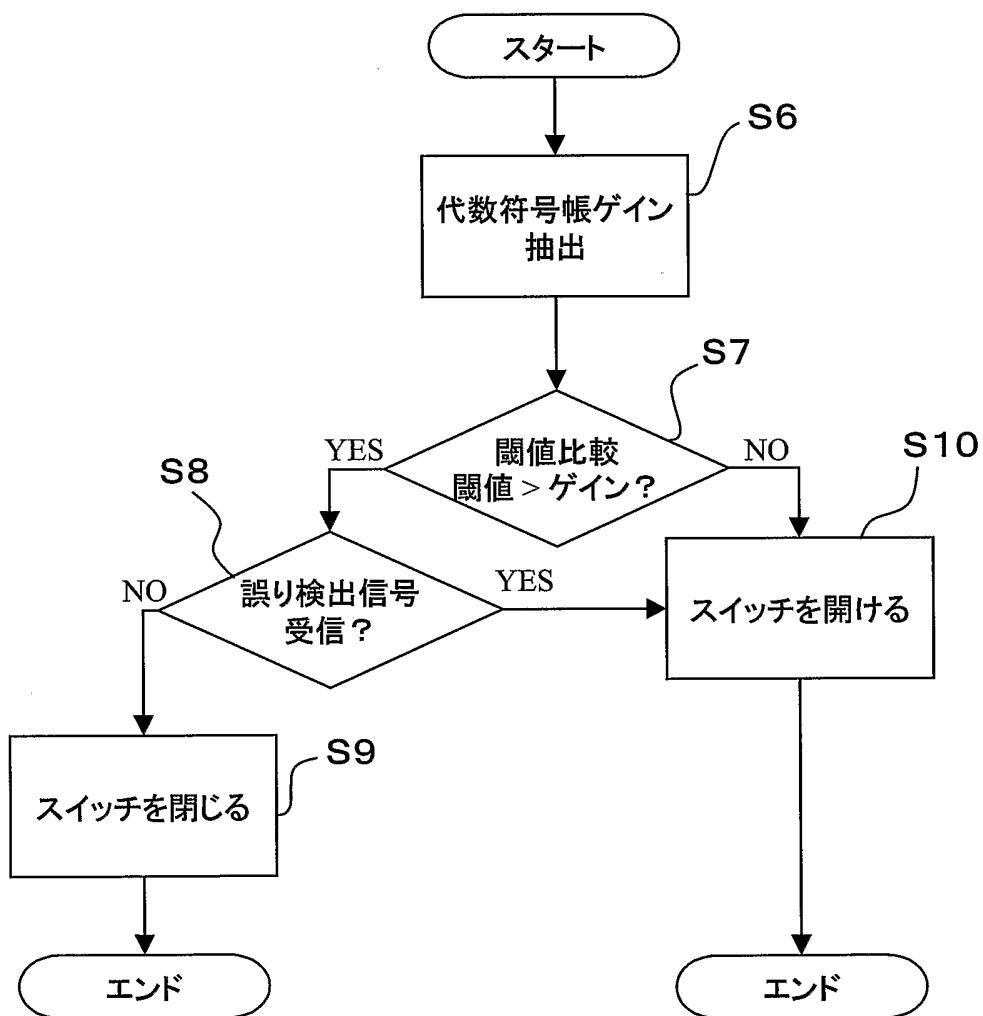 スタート
S6
代数符号帳ゲイン
抽出
S7
閾値比較
閾値 > ゲイン？
YES
NO
S8
S10
誤り検出信号
受信？
NO
YES
スイッチを開ける
S9
スイッチを閉じる
エンド
エンド